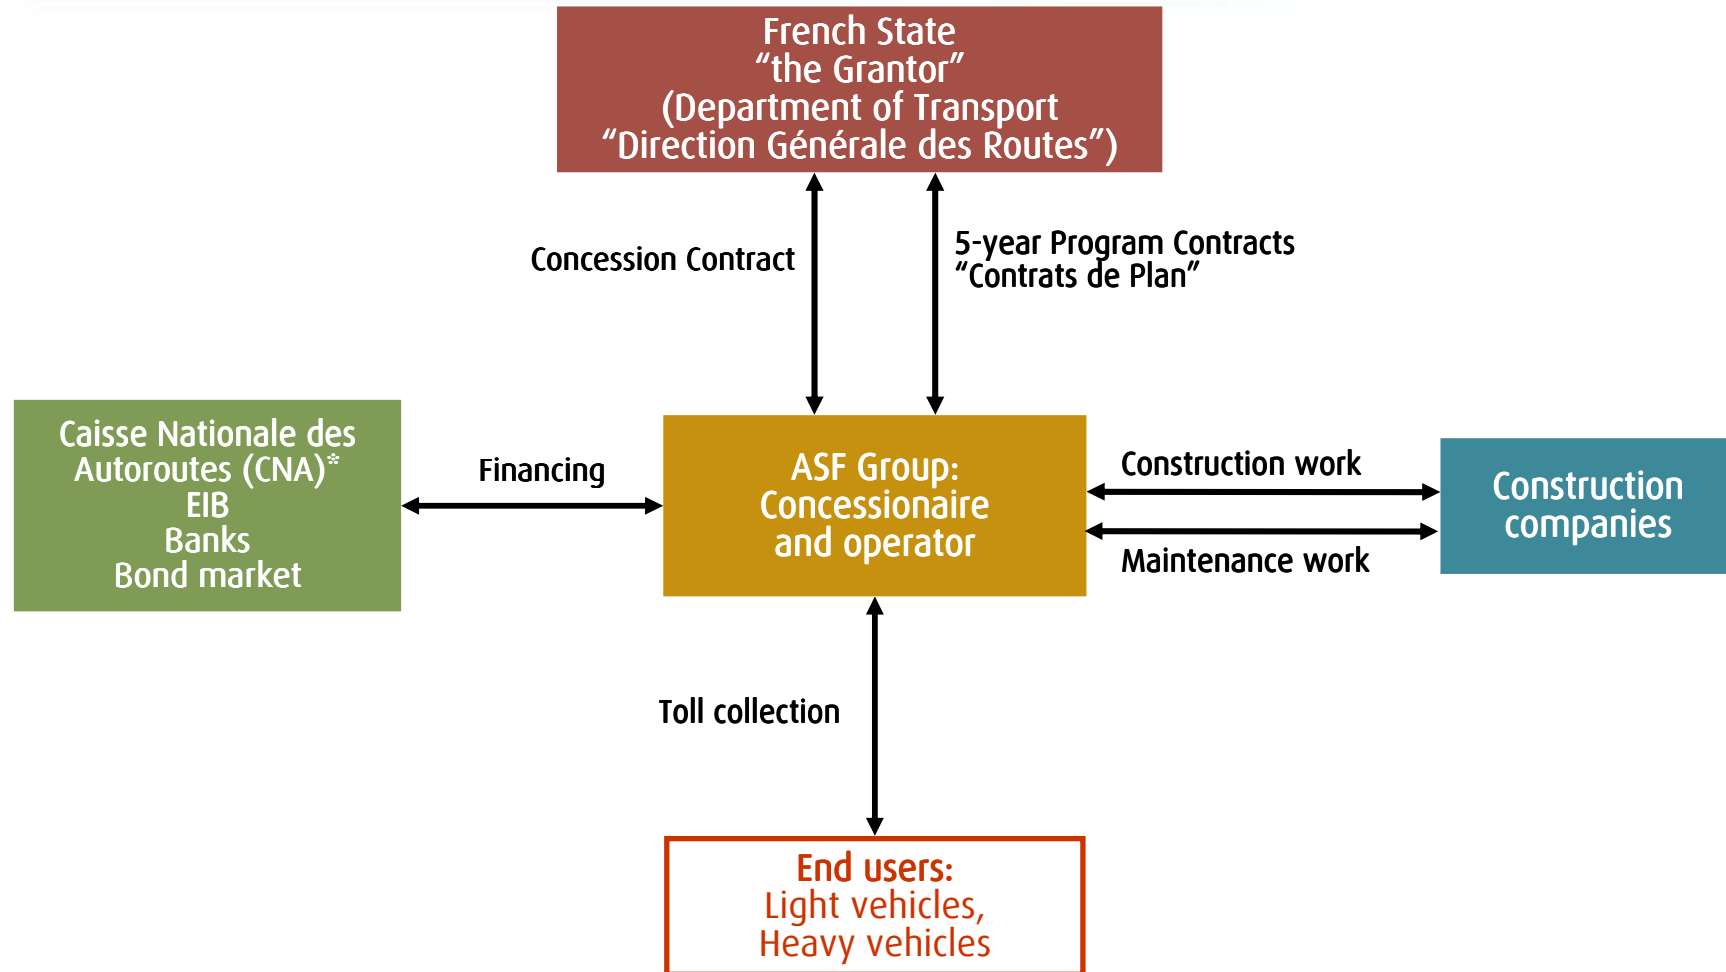 French State
“the Grantor”
(Department of Transport
“Direction Générale des Routes”)
Concession Contract
5-year Program Contracts
“Contrats de Plan”
Caisse Nationale des
Autoroutes (CNA)*
EIB
Banks
Bond market
Financing
ASF Group:
Concessionaire
and operator
Construction work
Maintenance work
Construction
companies
Toll collection
End users:
Light vehicles,
Heavy vehicles